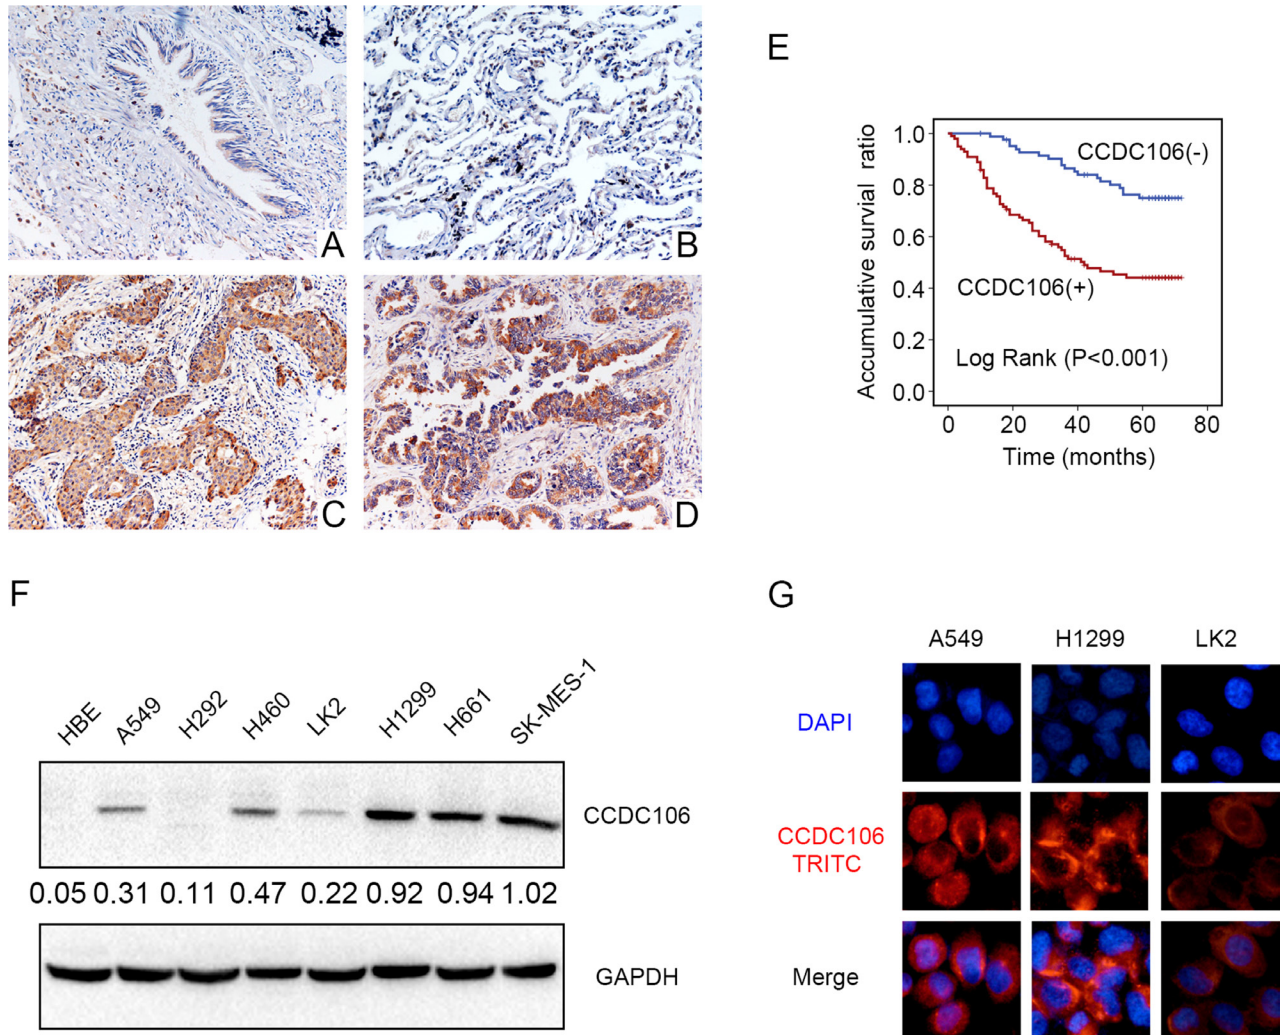 A
B
C
D
E
Accumulative survial ratio
1.0
0.8
0.6
0.4
0.2
0.0
CCDC106(-)
CCDC106(+)
Log Rank (P<0.001)
0 20 40 60 80
Time (months)
F
HBE A549 H292 H460 LK2 H1299 H661 SK-MES-1
CCDC106
0.05 0.31 0.11 0.47 0.22 0.92 0.94 1.02
GAPDH
G
A549 H1299 LK2
DAPI
CCDC106
TRITC
Merge